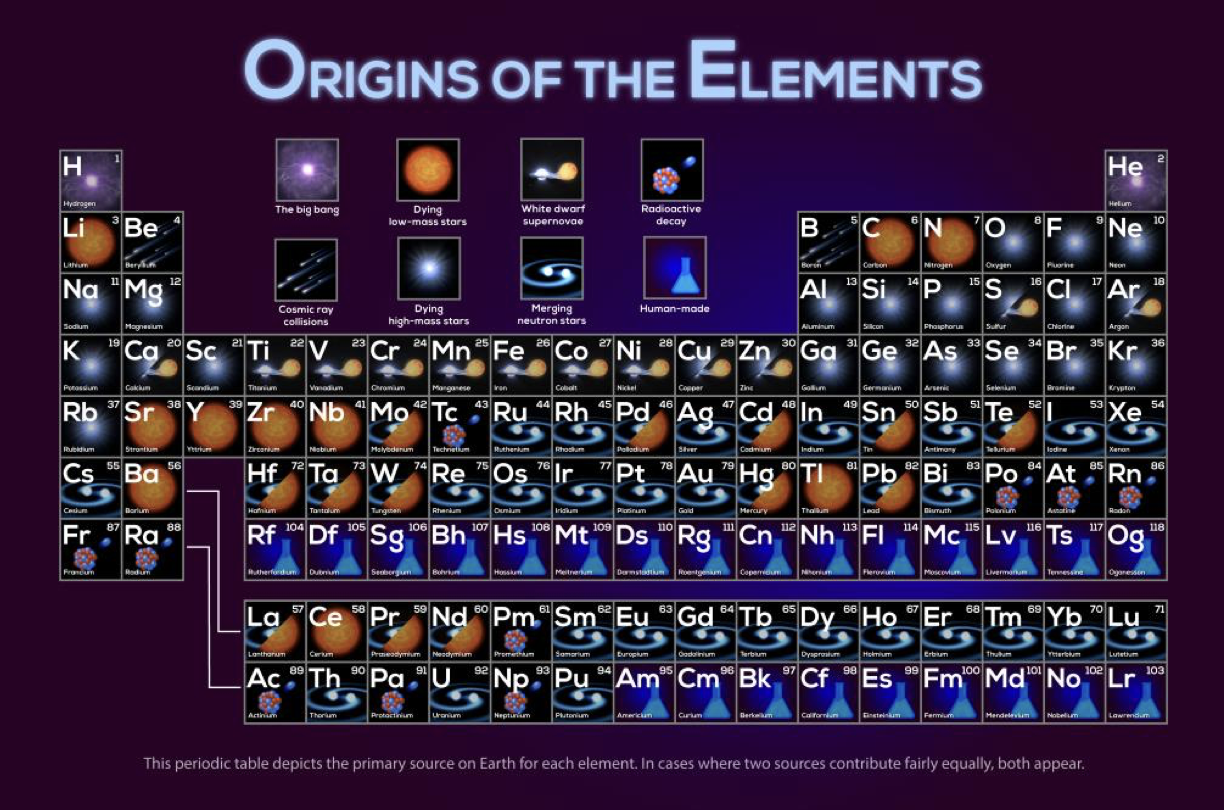 ORIGINS OF THE ELEMENTS
The big bang
Dying
low-mass stars
White dwarf
supernovae
Radioactive
decay
Cosmic ray
collisions
Dying
high-mass stars
Merging
neutron stars
Human-made
H 1 He 2
Hydrogen Helium
Li 3 Be 4 B 5 C 6 N 7 O 8 F 9 Ne 10
Lithium Beryllium Boron Carbon Nitrogen Oxygen Fluorine Neon
Na 11 Mg 12 Al 13 Si 14 P 15 S 16 Cl 17 Ar 18
Sodium Magnesium Aluminum Silicon Phosphorus Sulfur Chlorine Argon
K 19 Ca 20 Sc 21 Ti 22 V 23 Cr 24 Mn 25 Fe 26 Co 27 Ni 28 Cu 29 Zn 30 Ga 31 Ge 32 As 33 Se 34 Br 35 Kr 36
Potassium Calcium Scandium Titanium Vanadium Chromium Manganese Iron Cobalt Nickel Copper Zinc Gallium Germanium Arsenic Selenium Bromine Krypton
Rb 37 Sr 38 Y 39 Zr 40 Nb 41 Mo 42 Tc 43 Ru 44 Rh 45 Pd 46 Ag 47 Cd 48 In 49 Sn 50 Sb 51 Te 52 I 53 Xe 54
Rubidium Strontium Yttrium Zirconium Niobium Molybdenum Technetium Ruthenium Rhodium Palladium Silver Cadmium Indium Tin Antimony Tellurium Iodine Xenon
Cs 55 Ba 56 Hf 72 Ta 73 W 74 Re 75 Os 76 Ir 77 Pt 78 Au 79 Hg 80 Tl 81 Pb 82 Bi 83 Po 84 At 85 Rn 86
Cesium Barium Hafnium Tantalum Tungsten Rhenium Osmium Iridium Platinum Gold Mercury Thallium Lead Bismuth Polonium Astatine Radon
Fr 87 Ra 88 Rf 104 Df 105 Sg 106 Bh 107 Hs 108 Mt 109 Ds 110 Rg 111 Cn 112 Nh 113 Fl 114 Mc 115 Lv 116 Ts 117 Og 118
Francium Radium Rutherfordium Dubnium Seaborgium Bohrium Hassium Meitnerium Darmstadtium Roentgenium Copernicium Nihonium Flerovium Moscovium Livermorium Tennessine Oganesson
La 57 Ce 58 Pr 59 Nd 60 Pm 61 Sm 62 Eu 63 Gd 64 Tb 65 Dy 66 Ho 67 Er 68 Tm 69 Yb 70 Lu 71
Lanthanum Cerium Praseodymium Neodymium Promethium Samarium Europium Gadolinium Terbium Dysprosium Holmium Erbium Thulium Ytterbium Lutetium
Ac 89 Th 90 Pa 91 U 92 Np 93 Pu 94 Am 95 Cm 96 Bk 97 Cf 98 Es 99 Fm 100 Md 101 No 102 Lr 103
Actinium Thorium Protactinium Uranium Neptunium Plutonium Americium Curium Berkelium Californium Einsteinium Fermium Mendelevium Nobelium Lawrencium
This periodic table depicts the primary source on Earth for each element. In cases where two sources contribute fairly equally, both appear.